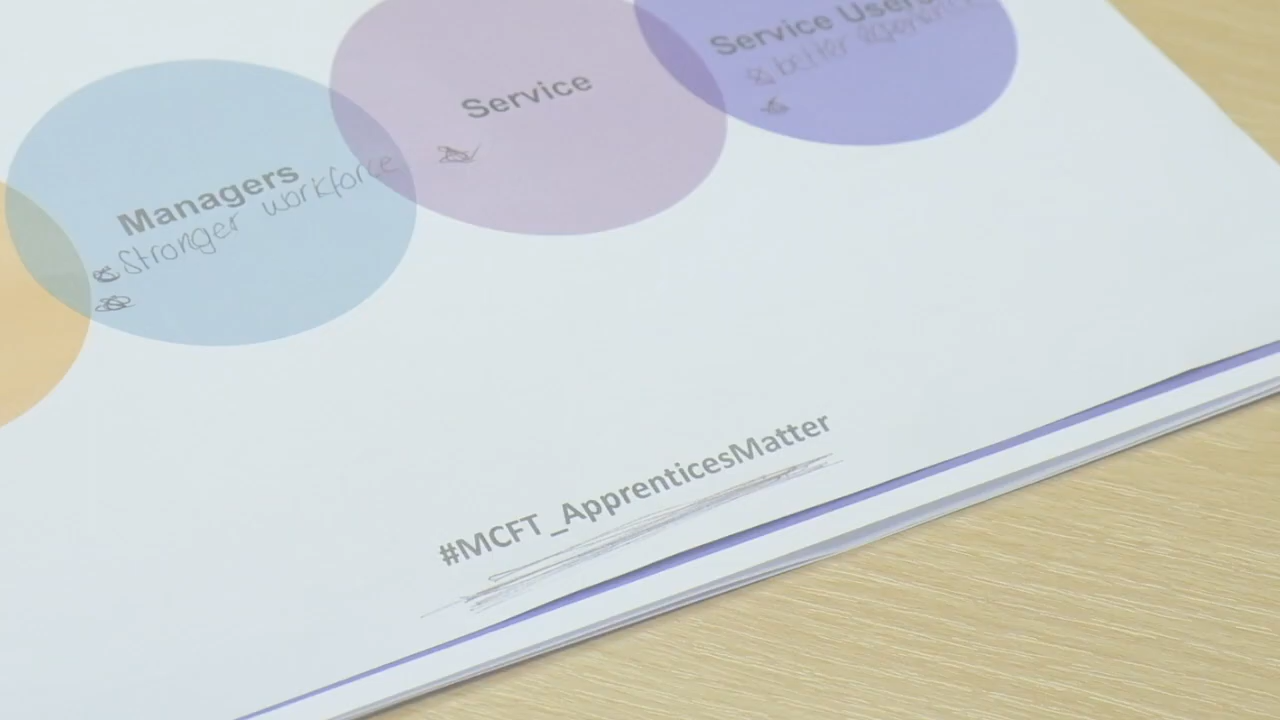 Service Users
better
Service
Managers
Stronger workforce
#MCFT_ApprenticesMatter